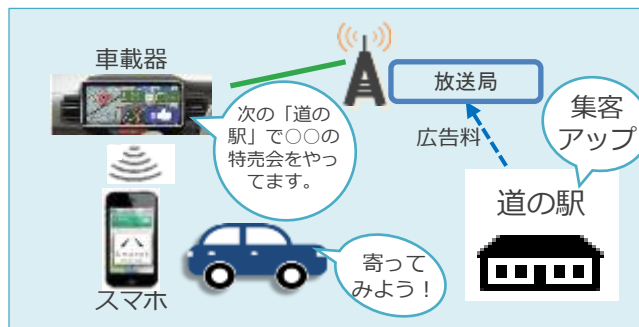 車載器
放送局
次の「道の
駅」で○○の
特売会をやっ
てます。
広告料
集客
アップ
道の駅
スマホ
寄って
みよう！